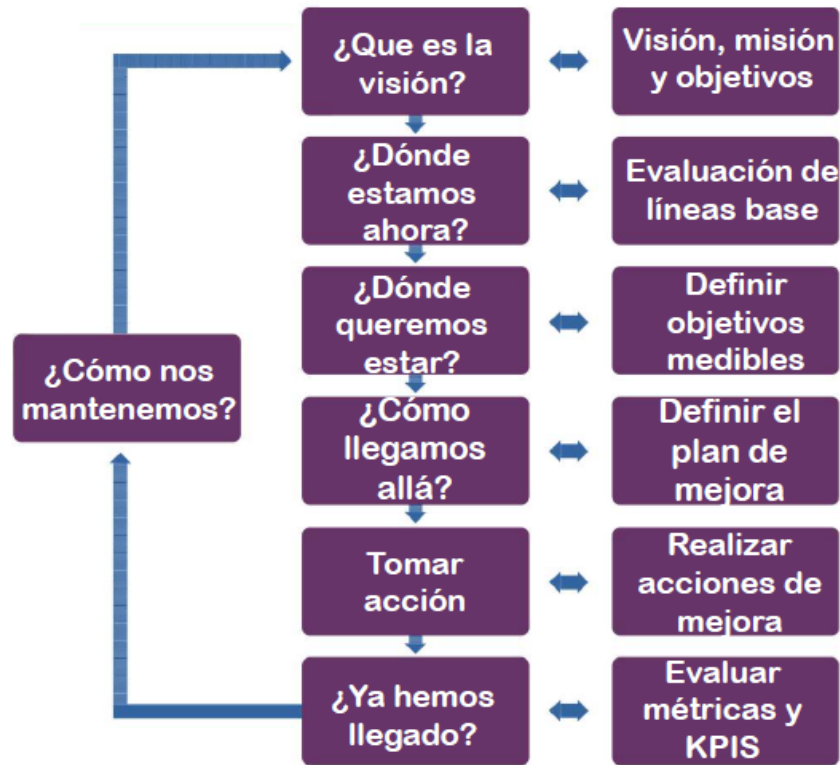 ¿Que es la
visión?
Visión, misión
y objetivos
¿Dónde
estamos
ahora?
Evaluación de
líneas base
¿Dónde
queremos
estar?
Definir
objetivos
medibles
¿Cómo nos
mantenemos?
¿Cómo
llegamos
allá?
Definir el
plan de
mejora
Tomar
acción
Realizar
acciones de
mejora
¿Ya hemos
llegado?
Evaluar
métricas y
KPIS